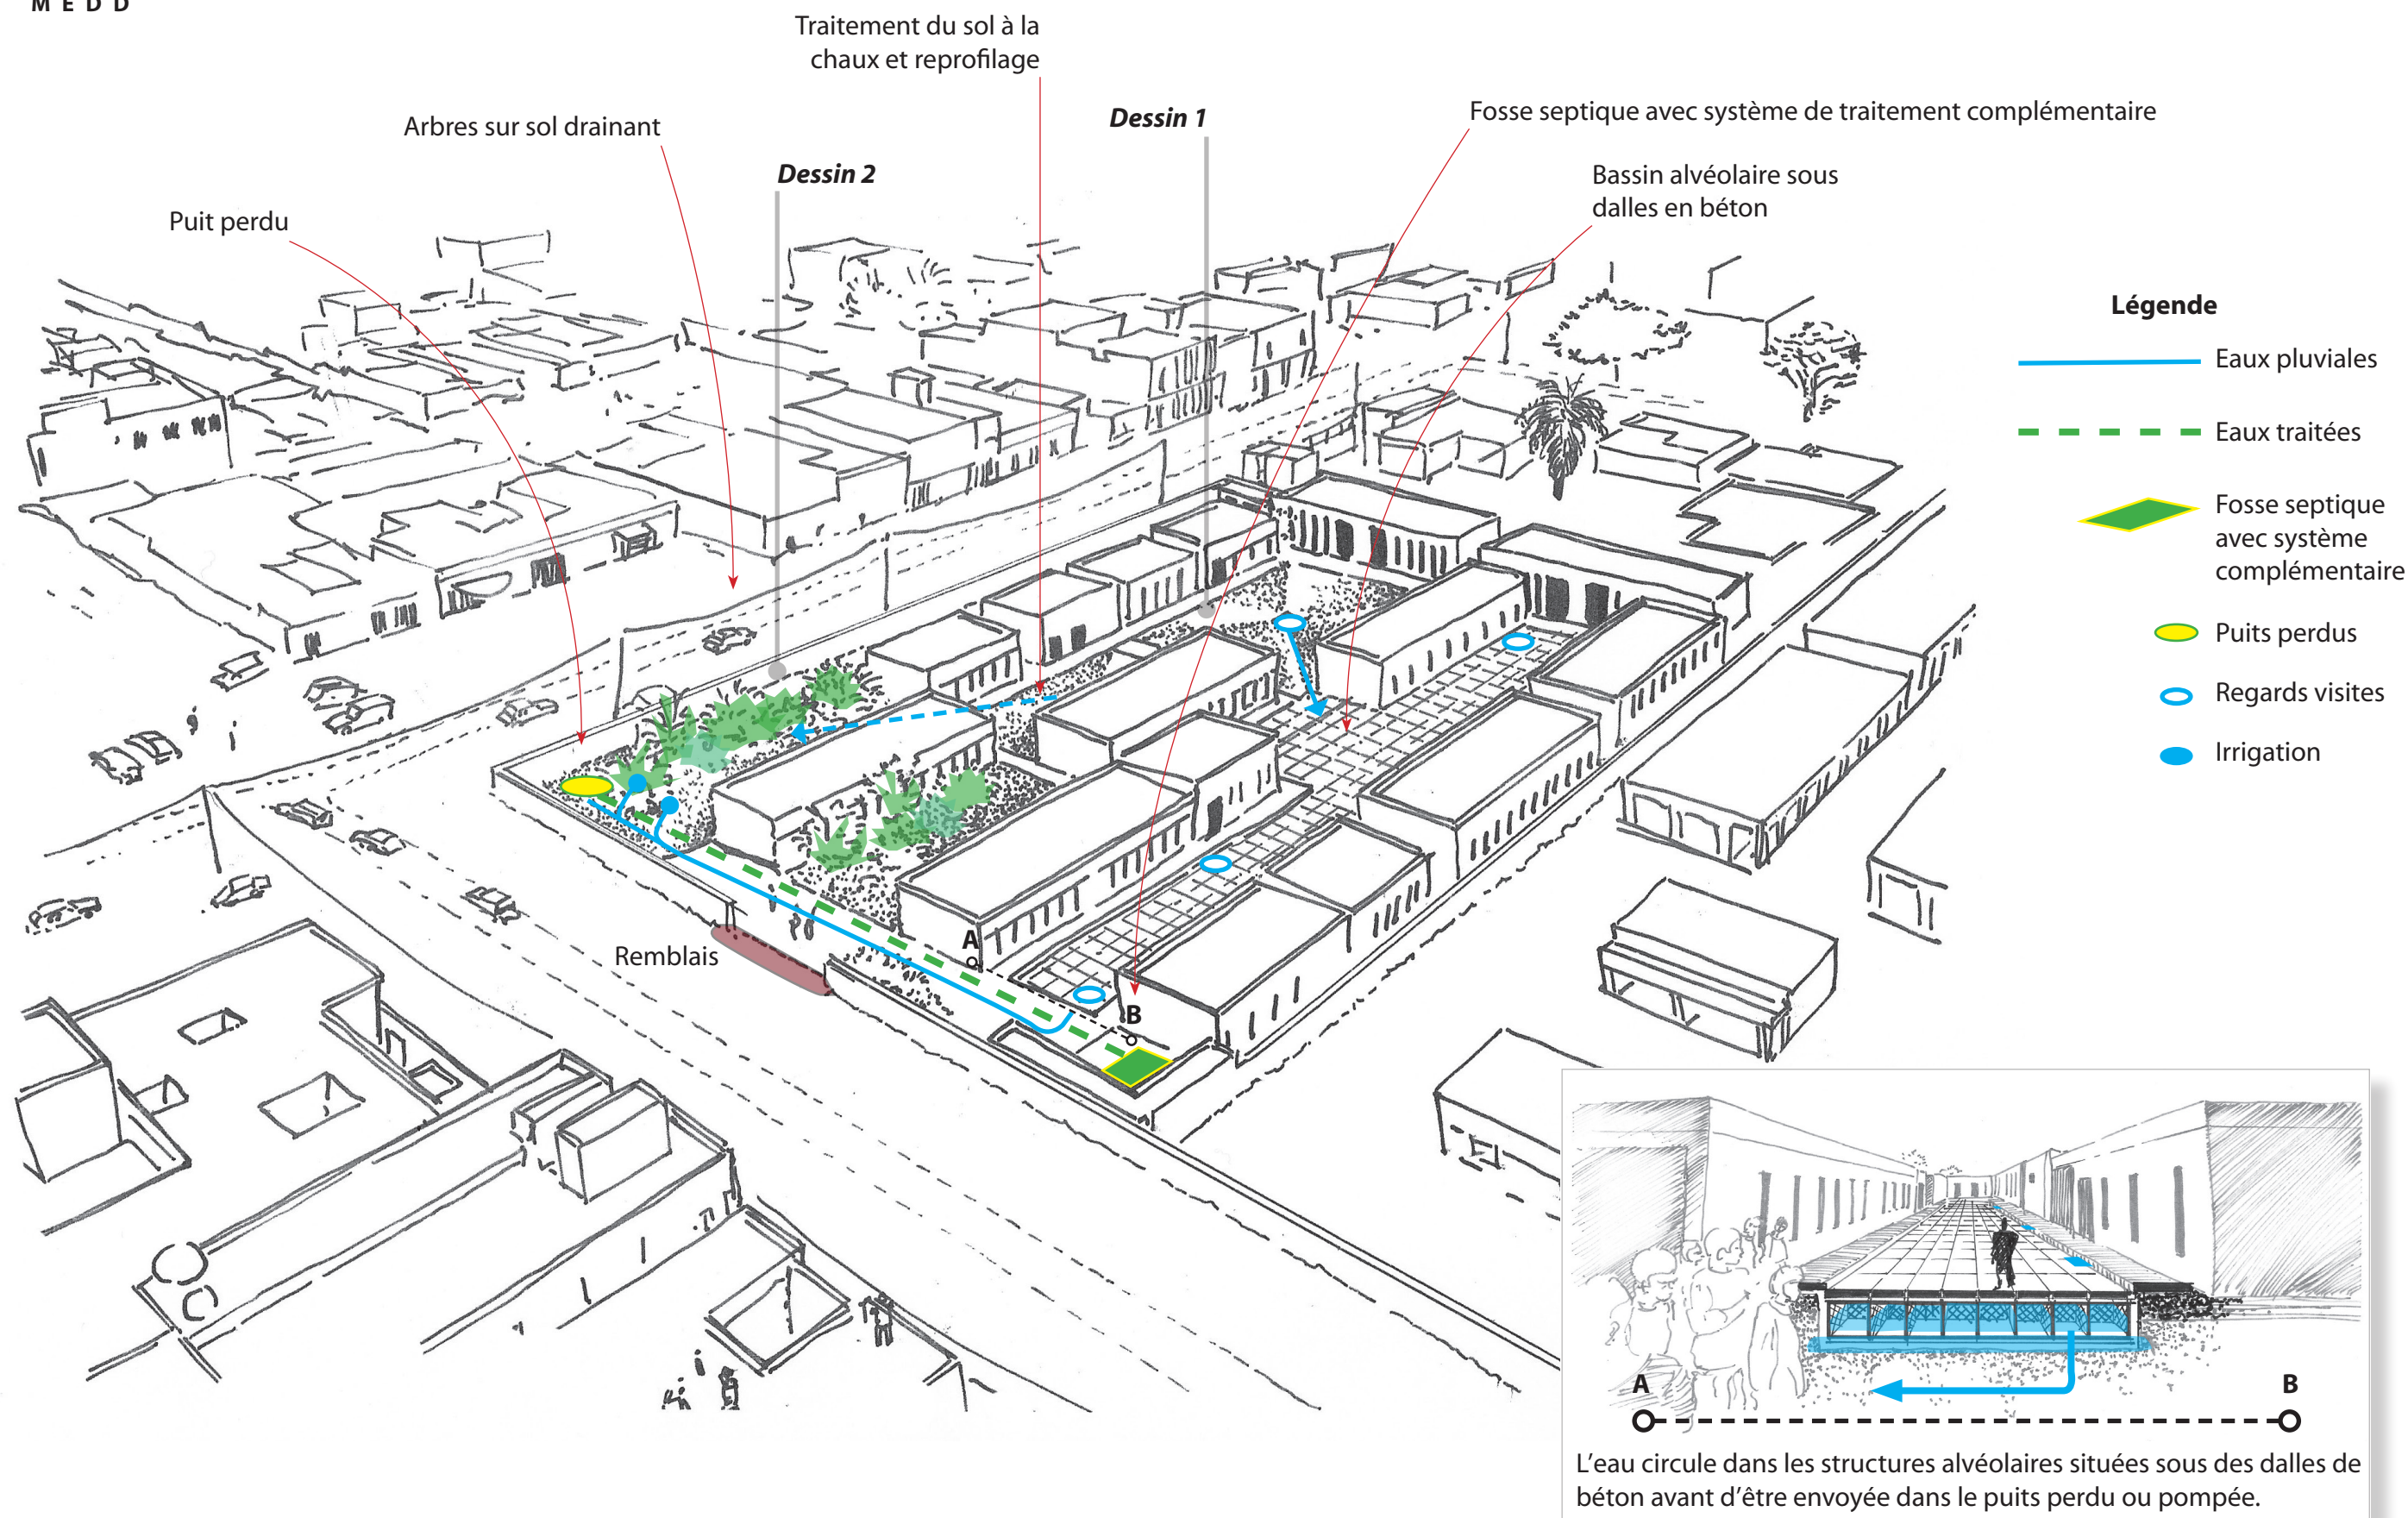 M E D D
Traitement du sol à la
chaux et reprofilage
Dessin 1
Fosse septique avec système de traitement complémentaire
Arbres sur sol drainant
Dessin 2
Bassin alvéolaire sous
dalles en béton
Puit perdu
Légende
Eaux pluviales
Eaux traitées
Fosse septique
avec système
complémentaire
Puits perdus
Regards visites
Irrigation
Remblais
A
B
A
B
L’eau circule dans les structures alvéolaires situées sous des dalles de
béton avant d’être envoyée dans le puits perdu ou pompée.